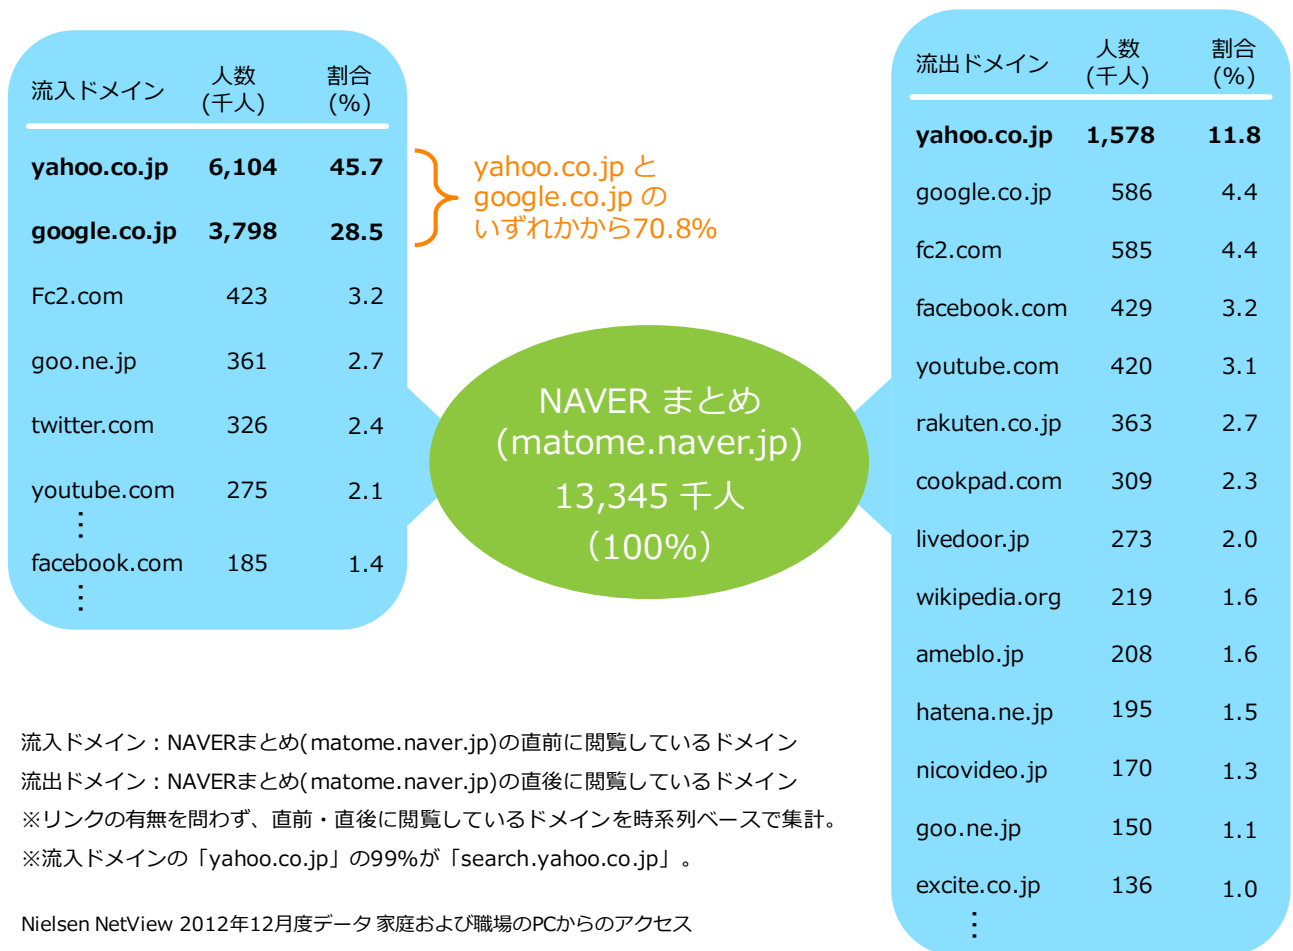 流入ドメイン 人数(千人) 割合(%)
yahoo.co.jp 6,104 45.7
google.co.jp 3,798 28.5
Fc2.com 423 3.2
goo.ne.jp 361 2.7
twitter.com 326 2.4
youtube.com 275 2.1
⋮
facebook.com 185 1.4
⋮
yahoo.co.jp と
google.co.jp の
いずれかから70.8%
NAVER まとめ
(matome.naver.jp)
13,345 千人
（100%）
流出ドメイン 人数(千人) 割合(%)
yahoo.co.jp 1,578 11.8
google.co.jp 586 4.4
fc2.com 585 4.4
facebook.com 429 3.2
youtube.com 420 3.1
rakuten.co.jp 363 2.7
cookpad.com 309 2.3
livedoor.jp 273 2.0
wikipedia.org 219 1.6
ameblo.jp 208 1.6
hatena.ne.jp 195 1.5
nicovideo.jp 170 1.3
goo.ne.jp 150 1.1
excite.co.jp 136 1.0
⋮
流入ドメイン：NAVERまとめ(matome.naver.jp)の直前に閲覧しているドメイン
流出ドメイン：NAVERまとめ(matome.naver.jp)の直後に閲覧しているドメイン
※リンクの有無を問わず、直前・直後に閲覧しているドメインを時系列ベースで集計。
※流入ドメインの「yahoo.co.jp」の99%が「search.yahoo.co.jp」。
Nielsen NetView 2012年12月度データ 家庭および職場のPCからのアクセス